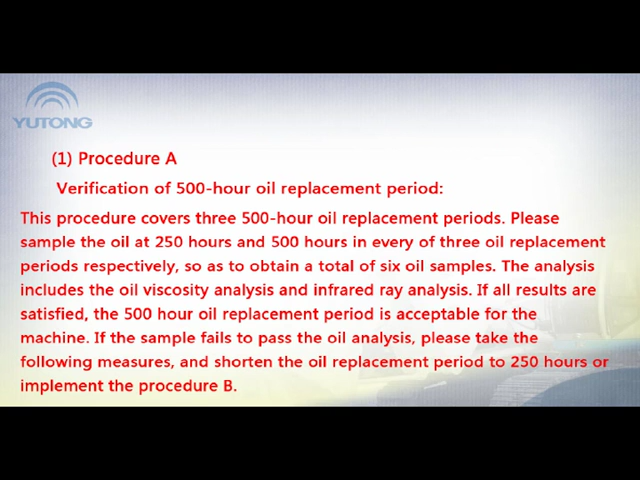 YUTONG
(1) Procedure A
Verification of 500-hour oil replacement period:
This procedure covers three 500-hour oil replacement periods. Please
sample the oil at 250 hours and 500 hours in every of three oil replacement
periods respectively, so as to obtain a total of six oil samples. The analysis
includes the oil viscosity analysis and infrared ray analysis. If all results are
satisfied, the 500 hour oil replacement period is acceptable for the
machine. If the sample fails to pass the oil analysis, please take the
following measures, and shorten the oil replacement period to 250 hours or
implement the procedure B.